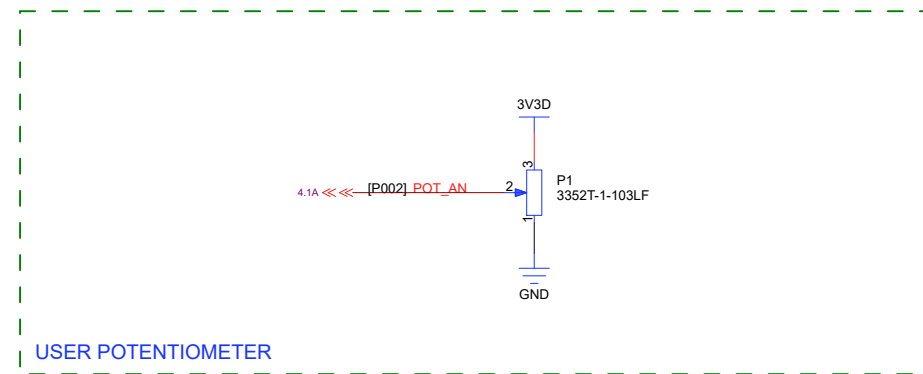 3V3D
3
4.1A [P002] POT_AN 2
P1
3352T-1-103LF
1
GND
USER POTENTIOMETER